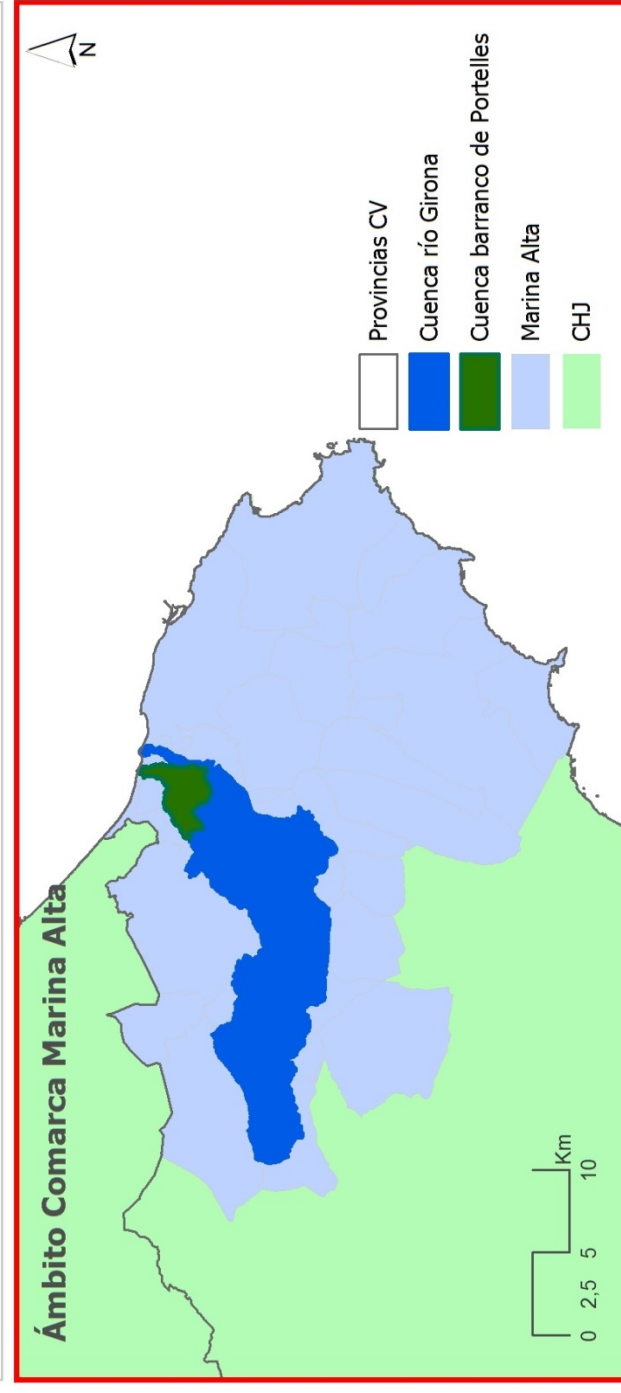 Ámbito Comarca Marina Alta
N
Provincias CV
Cuenca río Girona
Cuenca barranco de Portelles
Marina Alta
CHJ
0 2,5 5 10
Km